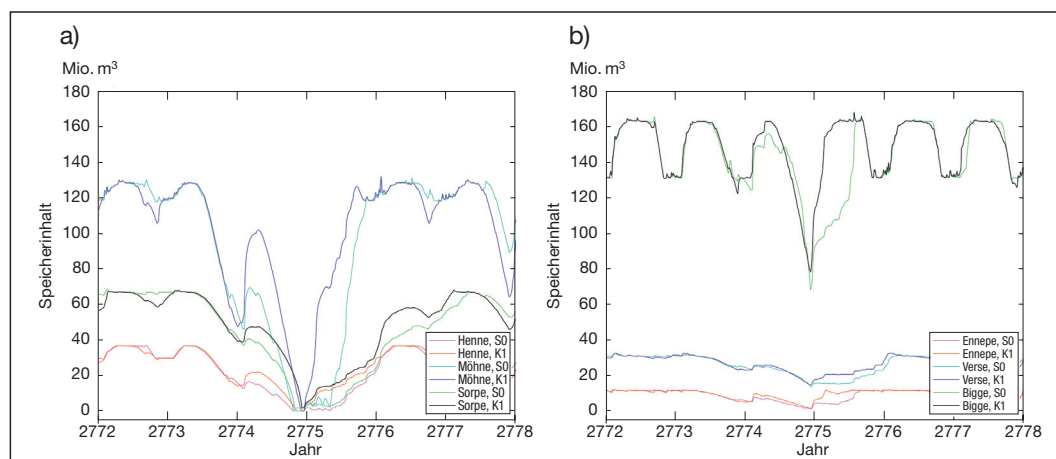 a)
Mio. m³
180
160
140
120
100
80
60
40
20
0
Speicherinhalt
2772 2773 2774 2775 2776 2777 2778
Jahr
Henne, S0
Henne, K1
Möhne, S0
Möhne, K1
Sorpe, S0
Sorpe, K1
b)
Mio. m³
180
160
140
120
100
80
60
40
20
0
Speicherinhalt
2772 2773 2774 2775 2776 2777 2778
Jahr
Ennepe, S0
Ennepe, K1
Verse, S0
Verse, K1
Bigge, S0
Bigge, K1